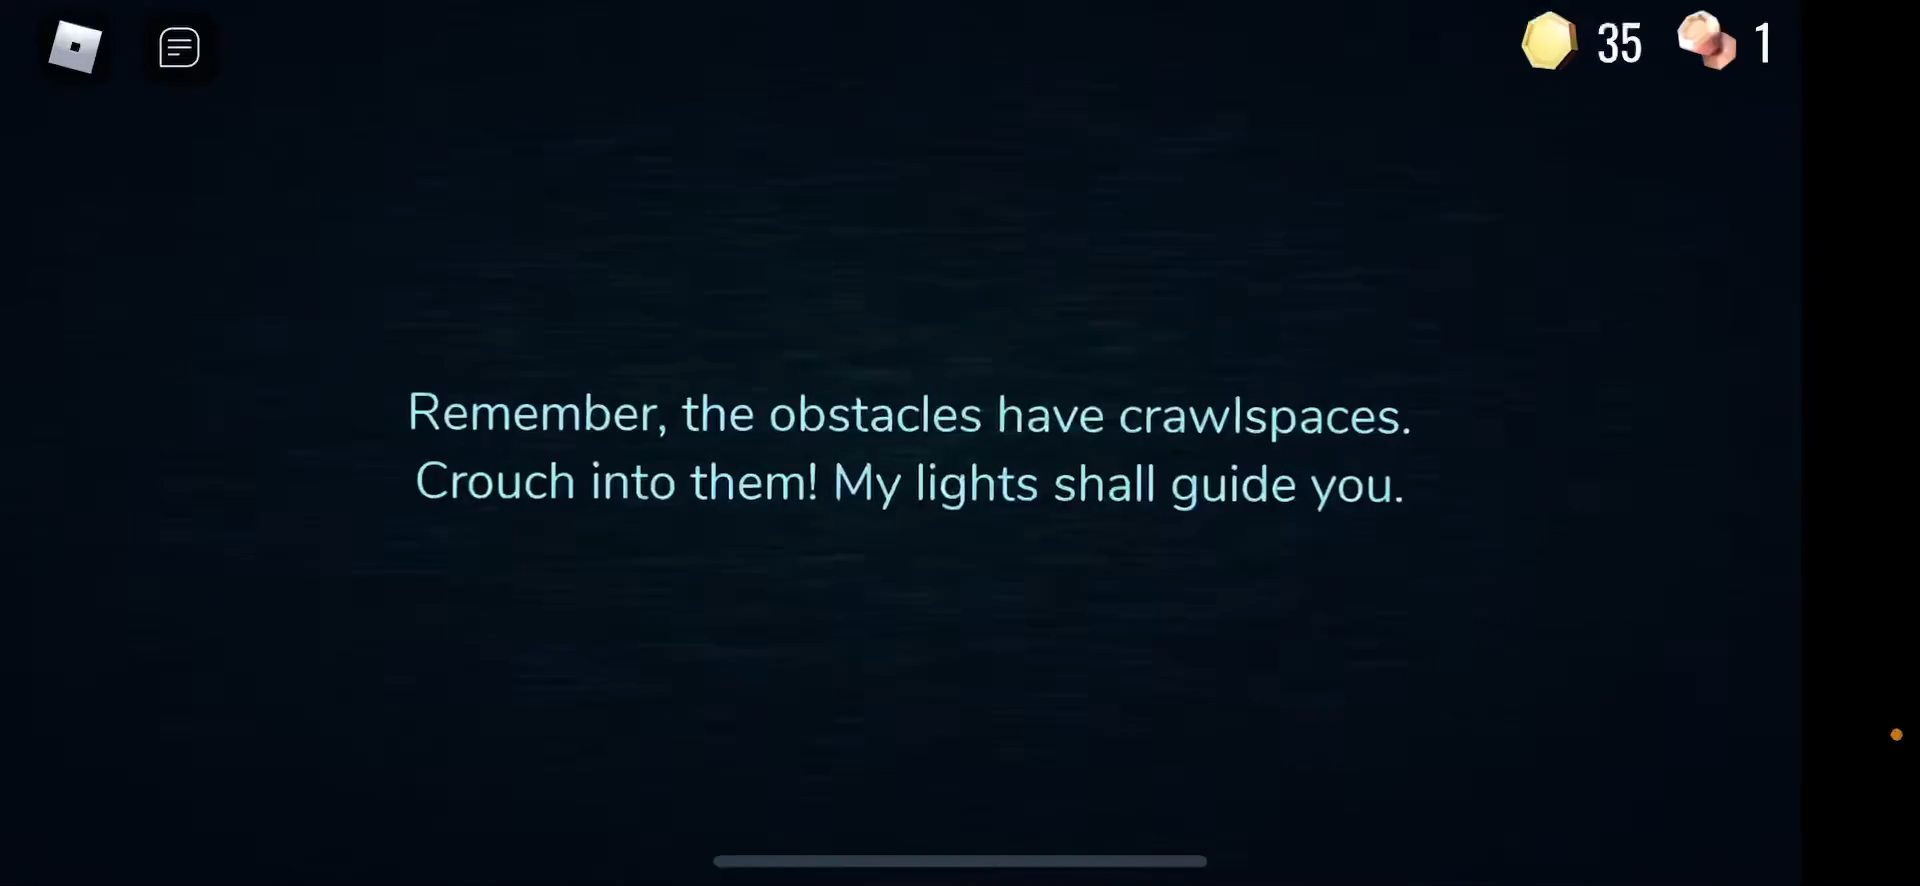 35 1
Remember, the obstacles have crawlspaces.
Crouch into them! My lights shall guide you.